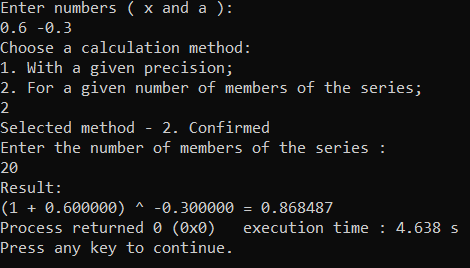 Enter numbers ( x and a ):
0.6 -0.3
Choose a calculation method:
1. With a given precision;
2. For a given number of members of the series;
2
Selected method - 2. Confirmed
Enter the number of members of the series :
20
Result:
(1 + 0.600000) ^ -0.300000 = 0.868487
Process returned 0 (0x0)   execution time : 4.638 s
Press any key to continue.